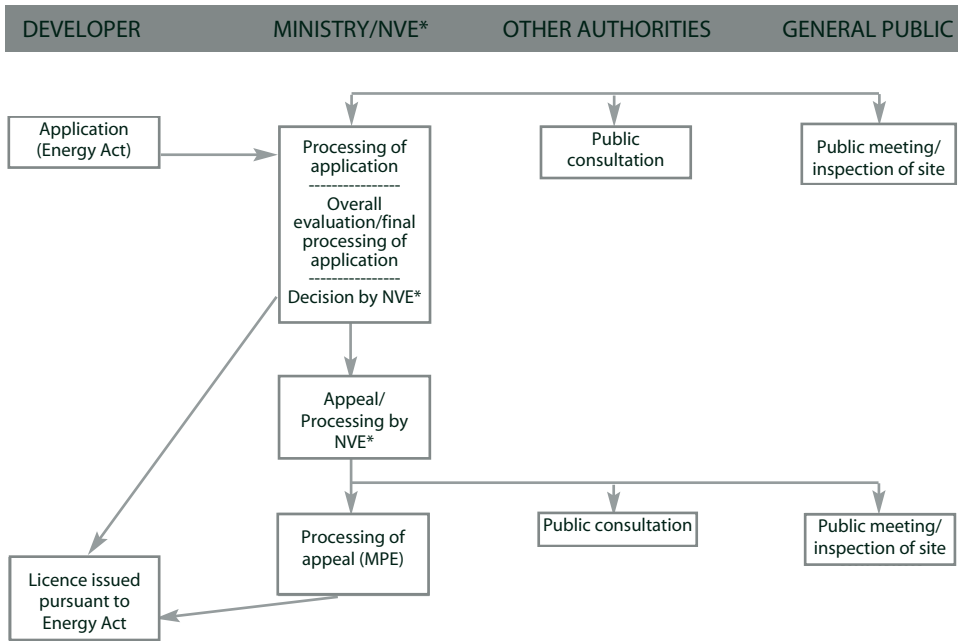 DEVELOPER MINISTRY/NVE* OTHER AUTHORITIES GENERAL PUBLIC
Application
(Energy Act)
Processing of
application
----------------
Overall
evaluation/final
processing of
application
----------------
Decision by NVE*
Public
consultation
Public meeting/
inspection of site
Appeal/
Processing by
NVE*
Processing of
appeal (MPE)
Public consultation
Public meeting/
inspection of site
Licence issued
pursuant to
Energy Act